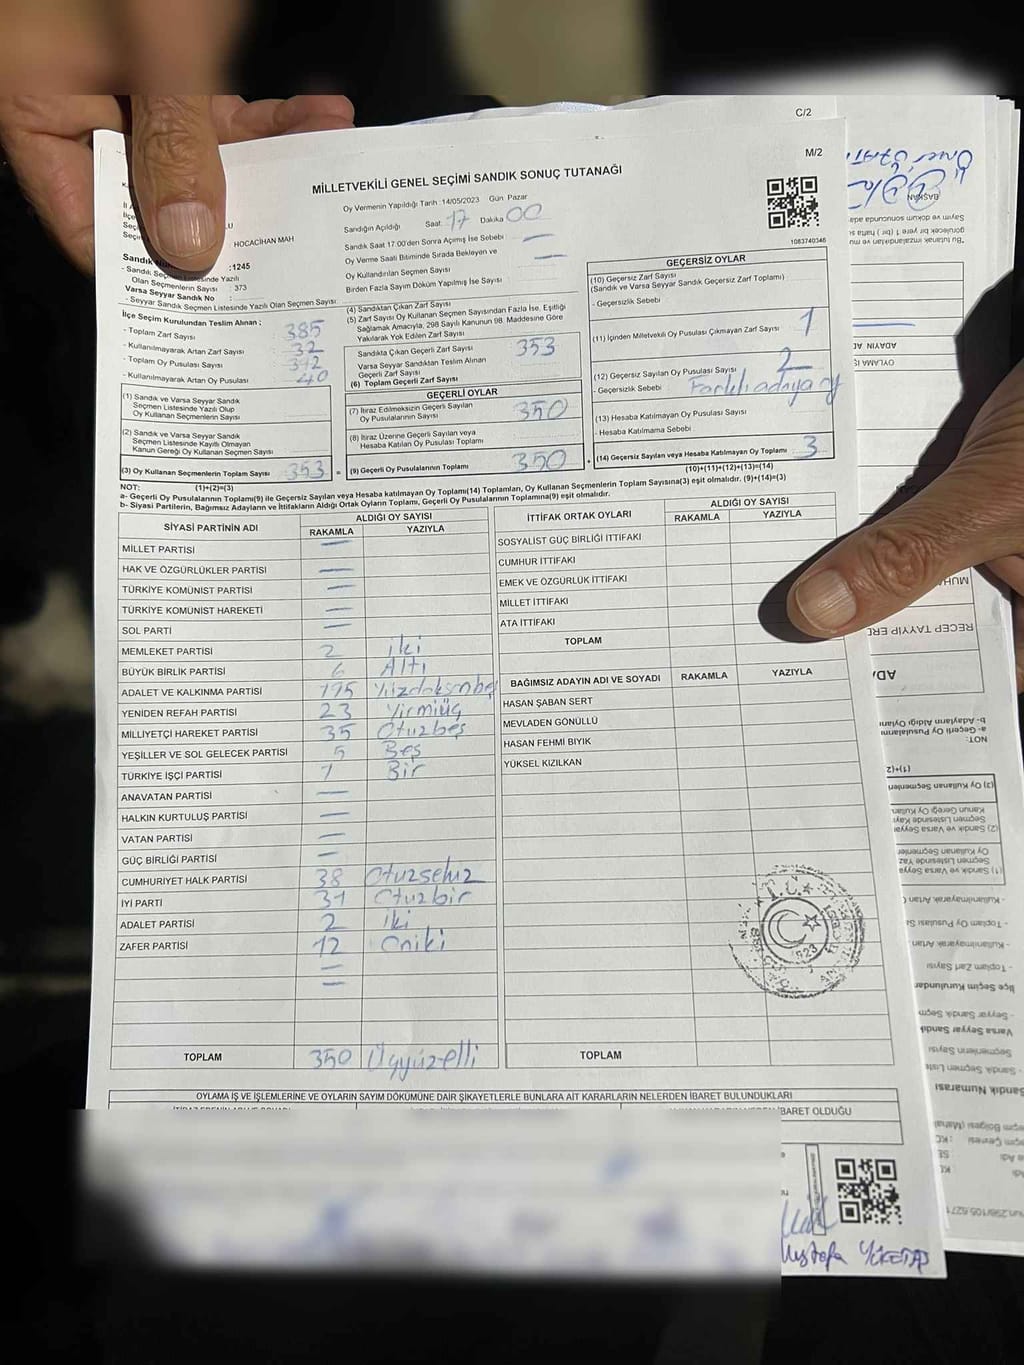 C/2
M/2
MİLLETVEKİLİ GENEL SEÇİMİ SANDIK SONUÇ TUTANAĞI
Oy Vermenin Yapıldığı Tarih :14/05/2023 Gün Pazar
Sandığın Açıldığı Saat: 17 Dakika 00
Sandık Saat 17:00'den Sonra Açımış İse Sebebi
Oy Verme Saati Bitiminde Sırada Bekleyen ve
Oy Kullandırılan Seçmen Sayısı
Birden Fazla Sayım Döküm Yapılmış İse Sayısı
HOCACİHAN MAH
:1245
Olan Seçmenlerin Sayısı : 373
Varsa Seyyar Sandık No :
- Seyyar Sandık Seçmen Listesinde Yazılı Olan Seçmen Sayısı
1083740346
İlçe Seçim Kurulundan Teslim Alınan ;
- Toplam Zarf Sayısı : 385
- Kullanılmayarak Artan Zarf Sayısı : 32
- Toplam Oy Pusulası Sayısı :
- Kullanılmayarak Artan Oy Pusulası : 40
(1) Sandık ve Varsa Seyyar Sandık
Seçmen Listesinde Yazılı Olup
Oy Kullanan Seçmenlerin Sayısı
(2) Sandık ve Varsa Seyyar Sandık
Seçmen Listesinde Kayıtlı Olmayan
Kanun Gereği Oy Kullanan Seçmen Sayısı
(3) Oy Kullanan Seçmenlerin Toplam Sayısı 353
(1)+(2)=(3)
(4) Sandıktan Çıkan Zarf Sayısı
(5) Zarf Sayısı Oy Kullanan Seçmen Sayısından Fazla İse, Eşitliği
Sağlamak Amacıyla, 298 Sayılı Kanunun 98. Maddesine Göre
Yakılarak Yok Edilen Zarf Sayısı
Sandıkta Çıkan Geçerli Zarf Sayısı 353
Varsa Seyyar Sandıktan Teslim Alınan
Geçerli Zarf Sayısı
(6) Toplam Geçerli Zarf Sayısı
GEÇERLİ OYLAR
(7) İtiraz Edilmeksizin Geçerli Sayılan
Oy Pusulalarının Sayısı 350
(8) İtiraz Üzerine Geçerli Sayılan veya
Hesaba Katılan Oy Pusulası Toplamı
(9) Geçerli Oy Pusulalarının Toplamı 350
GEÇERSİZ OYLAR
(10) Geçersiz Zarf Sayısı
(Sandık ve Varsa Seyyar Sandık Geçersiz Zarf Toplamı)
- Geçersizlik Sebebi
(11) İçinden Milletvekili Oy Pusulası Çıkmayan Zarf Sayısı 1
(12) Geçersiz Sayılan Oy Pusulası Sayısı 2
- Geçersizlik Sebebi : Farklı adaya oy
(13) Hesaba Katılmayan Oy Pusulası Sayısı
- Hesaba Katılmama Sebebi
(14) Geçersiz Sayılan veya Hesaba Katılmayan Oy Toplamı 3
(10)+(11)+(12)+(13)=(14)
NOT:
a- Geçerli Oy Pusulalarının Toplamı(9) ile Geçersiz Sayılan veya Hesaba katılmayan Oy Toplamı(14) Toplamları, Oy Kullanan Seçmenlerin Toplam Sayısına(3) eşit olmalıdır. (9)+(14)=(3)
b- Siyasi Partilerin, Bağımsız Adayların ve İttifakların Aldığı Ortak Oyların Toplamı, Geçerli Oy Pusulalarının Toplamına(9) eşit olmalıdır.
SİYASİ PARTİNİN ADI ALDIĞI OY SAYISI
RAKAMLA YAZIYLA
MİLLET PARTİSİ —
HAK VE ÖZGÜRLÜKLER PARTİSİ —
TÜRKİYE KOMÜNİST PARTİSİ —
TÜRKİYE KOMÜNİST HAREKETİ —
SOL PARTİ —
MEMLEKET PARTİSİ 2 iki
BÜYÜK BİRLİK PARTİSİ 6 Altı
ADALET VE KALKINMA PARTİSİ 195 Yüzdoksanbeş
YENİDEN REFAH PARTİSİ 23 Yirmiüç
MİLLİYETÇİ HAREKET PARTİSİ 35 Otuzbeş
YEŞİLLER VE SOL GELECEK PARTİSİ 5 Beş
TÜRKİYE İŞÇİ PARTİSİ 1 Bir
ANAVATAN PARTİSİ —
HALKIN KURTULUŞ PARTİSİ —
VATAN PARTİSİ —
GÜÇ BİRLİĞİ PARTİSİ —
CUMHURİYET HALK PARTİSİ 38 Otuzsekiz
İYİ PARTİ 31 Otuzbir
ADALET PARTİSİ 2 iki
ZAFER PARTİSİ 12 Oniki
TOPLAM 350 Üçyüzelli
İTTİFAK ORTAK OYLARI ALDIĞI OY SAYISI
RAKAMLA YAZIYLA
SOSYALİST GÜÇ BİRLİĞİ İTTİFAKI
CUMHUR İTTİFAKI
EMEK VE ÖZGÜRLÜK İTTİFAKI
MİLLET İTTİFAKI
ATA İTTİFAKI
TOPLAM
BAĞIMSIZ ADAYIN ADI VE SOYADI RAKAMLA YAZIYLA
HASAN ŞABAN SERT
MEVLADEN GÖNÜLLÜ
HASAN FEHMİ BIYIK
YÜKSEL KIZILKAN
TOPLAM
OYLAMA İŞ VE İŞLEMLERİNE VE OYLARIN SAYIM DÖKÜMÜNE DAİR ŞİKAYETLERLE BUNLARA AİT KARARLARIN NELERDEN İBARET BULUNDUKLARI
İBARET OLDUĞU
Mustafa YÜKETAŞ
BAŞKAN
RECEP TAYYİP ERD